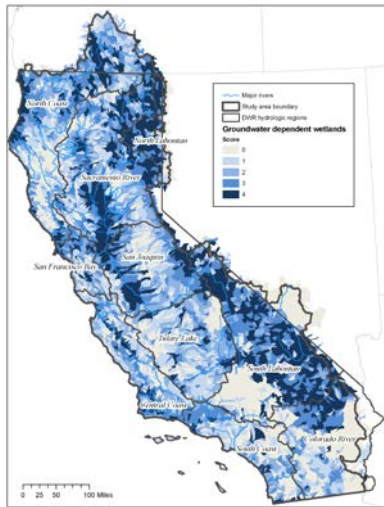 Major rivers
Study area boundary
DWR hydrologic regions
Groundwater dependent wetlands
Score
0
1
2
3
4
North Coast
North Lahontan
Sacramento River
San Joaquin
San Francisco Bay
Tulare Lake
South Lahontan
Central Coast
Colorado River
South Coast
0 25 50 100 Miles